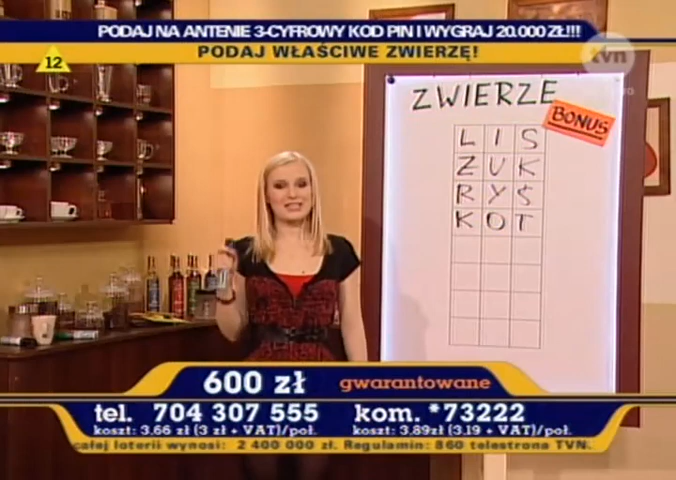 PODAJ NA ANTENIE 3-CYFROWY KOD PIN I WYGRAJ 20.000 ZŁ!!!
PODAJ WŁAŚCIWE ZWIERZĘ!
12
tvn
ZWIERZĘ
BONUS
LIS
ZUK
RYŚ
KOT
600 zł gwarantowane
tel. 704 307 555 kom. *73222
koszt: 3.66 zł (3 zł + VAT)/poł. koszt: 3.89zł (3.19 + VAT)/poł.
całej loterii wynosi: 2 400 000 zł. Regulamin: 860 telestrona TVN.